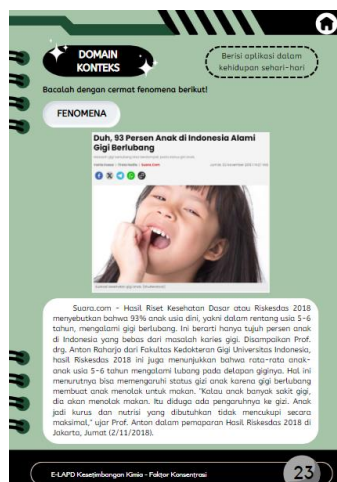 DOMAIN
KONTEKS
Berisi aplikasi dalam
kehidupan sehari-hari
Bacalah dengan cermat fenomena berikut!
FENOMENA
Duh, 93 Persen Anak di Indonesia Alami
Gigi Berlubang
Suara.com - Hasil Riset Kesehatan Dasar atau Riskesdas 2018
menyebutkan bahwa 93% anak usia dini, yakni dalam rentang usia 5-6
tahun, mengalami gigi berlubang. Ini berarti hanya tujuh persen anak
di Indonesia yang bebas dari masalah karies gigi. Disampaikan Prof.
drg. Anton Raharjo dari Fakultas Kedokteran Gigi Universitas Indonesia,
hasil Riskesdas 2018 ini juga menunjukkan bahwa rata-rata anak-
anak usia 5-6 tahun mengalami lubang pada delapan giginya. Hal ini
menurutnya bisa memengaruhi status gizi anak karena gigi berlubang
membuat anak menolak untuk makan. "Kalau anak banyak sakit gigi,
dia akan menolak makan. Itu diduga ada pengaruhnya ke gizi. Anak
jadi kurus dan nutrisi yang dibutuhkan tidak mencukupi secara
maksimal," ujar Prof. Anton dalam pemaparan Hasil Riskesdas 2018 di
Jakarta, Jumat (2/11/2018).
E-LAPD Kesetimbangan Kimia - Faktor Konsentrasi
23